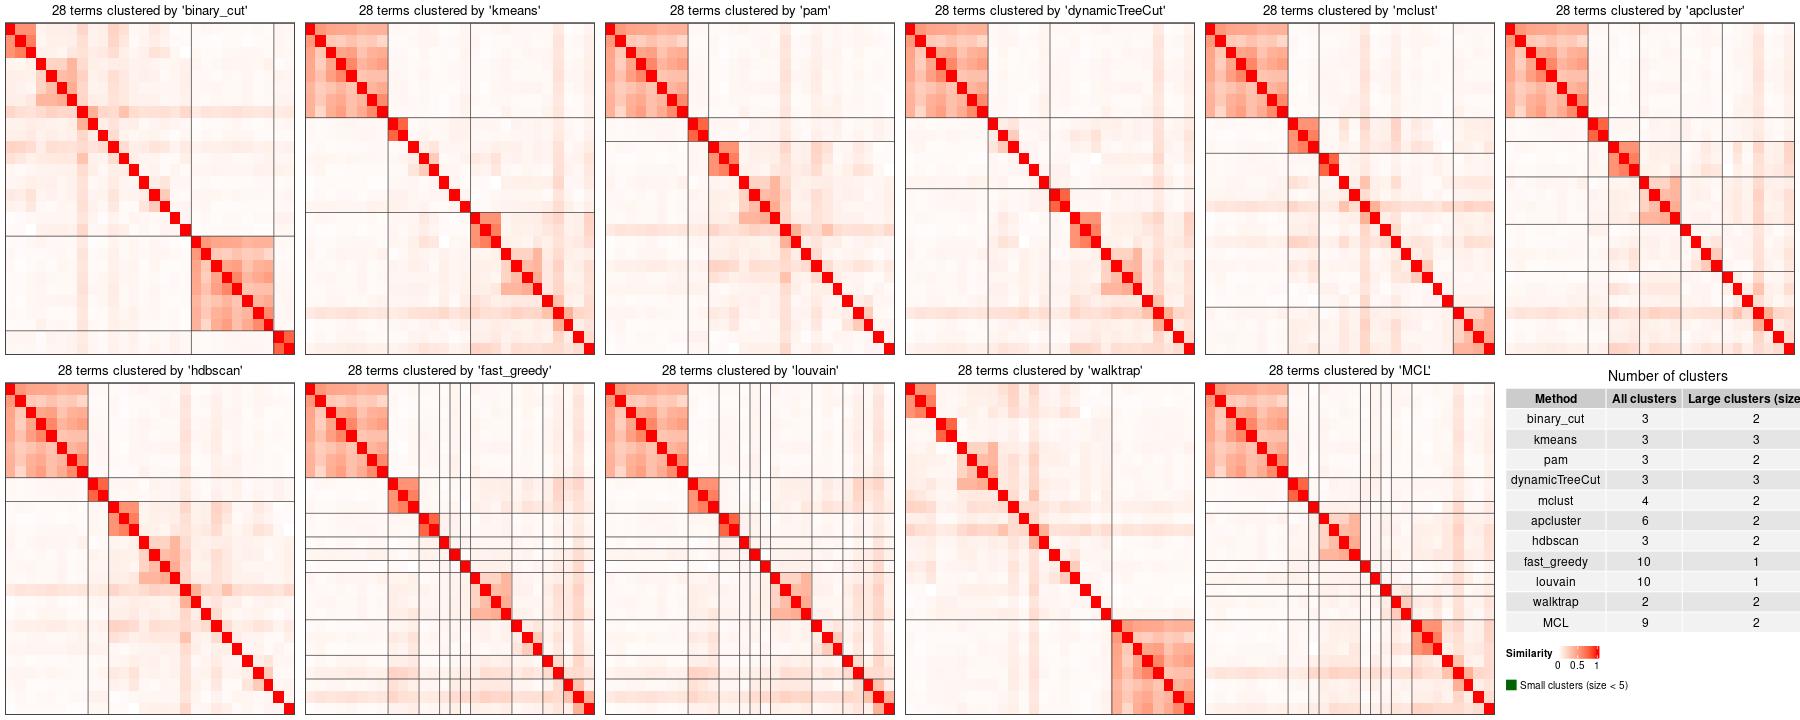 28 terms clustered by 'binary_cut'
28 terms clustered by 'kmeans'
28 terms clustered by 'pam'
28 terms clustered by 'dynamicTreeCut'
28 terms clustered by 'mclust'
28 terms clustered by 'apcluster'
28 terms clustered by 'hdbscan'
28 terms clustered by 'fast_greedy'
28 terms clustered by 'louvain'
28 terms clustered by 'walktrap'
28 terms clustered by 'MCL'
Number of clusters
Method All clusters Large clusters (size
binary_cut 3 2
kmeans 3 3
pam 3 2
dynamicTreeCut 3 3
mclust 4 2
apcluster 6 2
hdbscan 3 2
fast_greedy 10 1
louvain 10 1
walktrap 2 2
MCL 9 2
Similarity
0 0.5 1
Small clusters (size < 5)